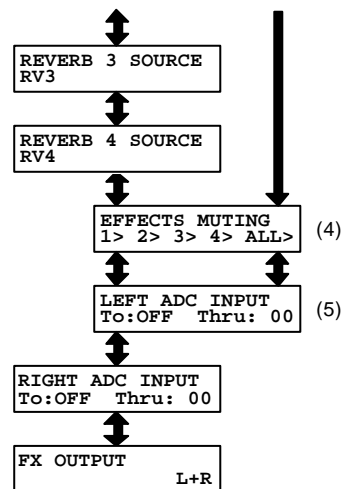 REVERB 3 SOURCE
RV3
REVERB 4 SOURCE
RV4
EFFECTS MUTING
1> 2> 3> 4> ALL>
(4)
LEFT ADC INPUT
To:OFF Thru: 00
(5)
RIGHT ADC INPUT
To:OFF Thru: 00
FX OUTPUT
L+R